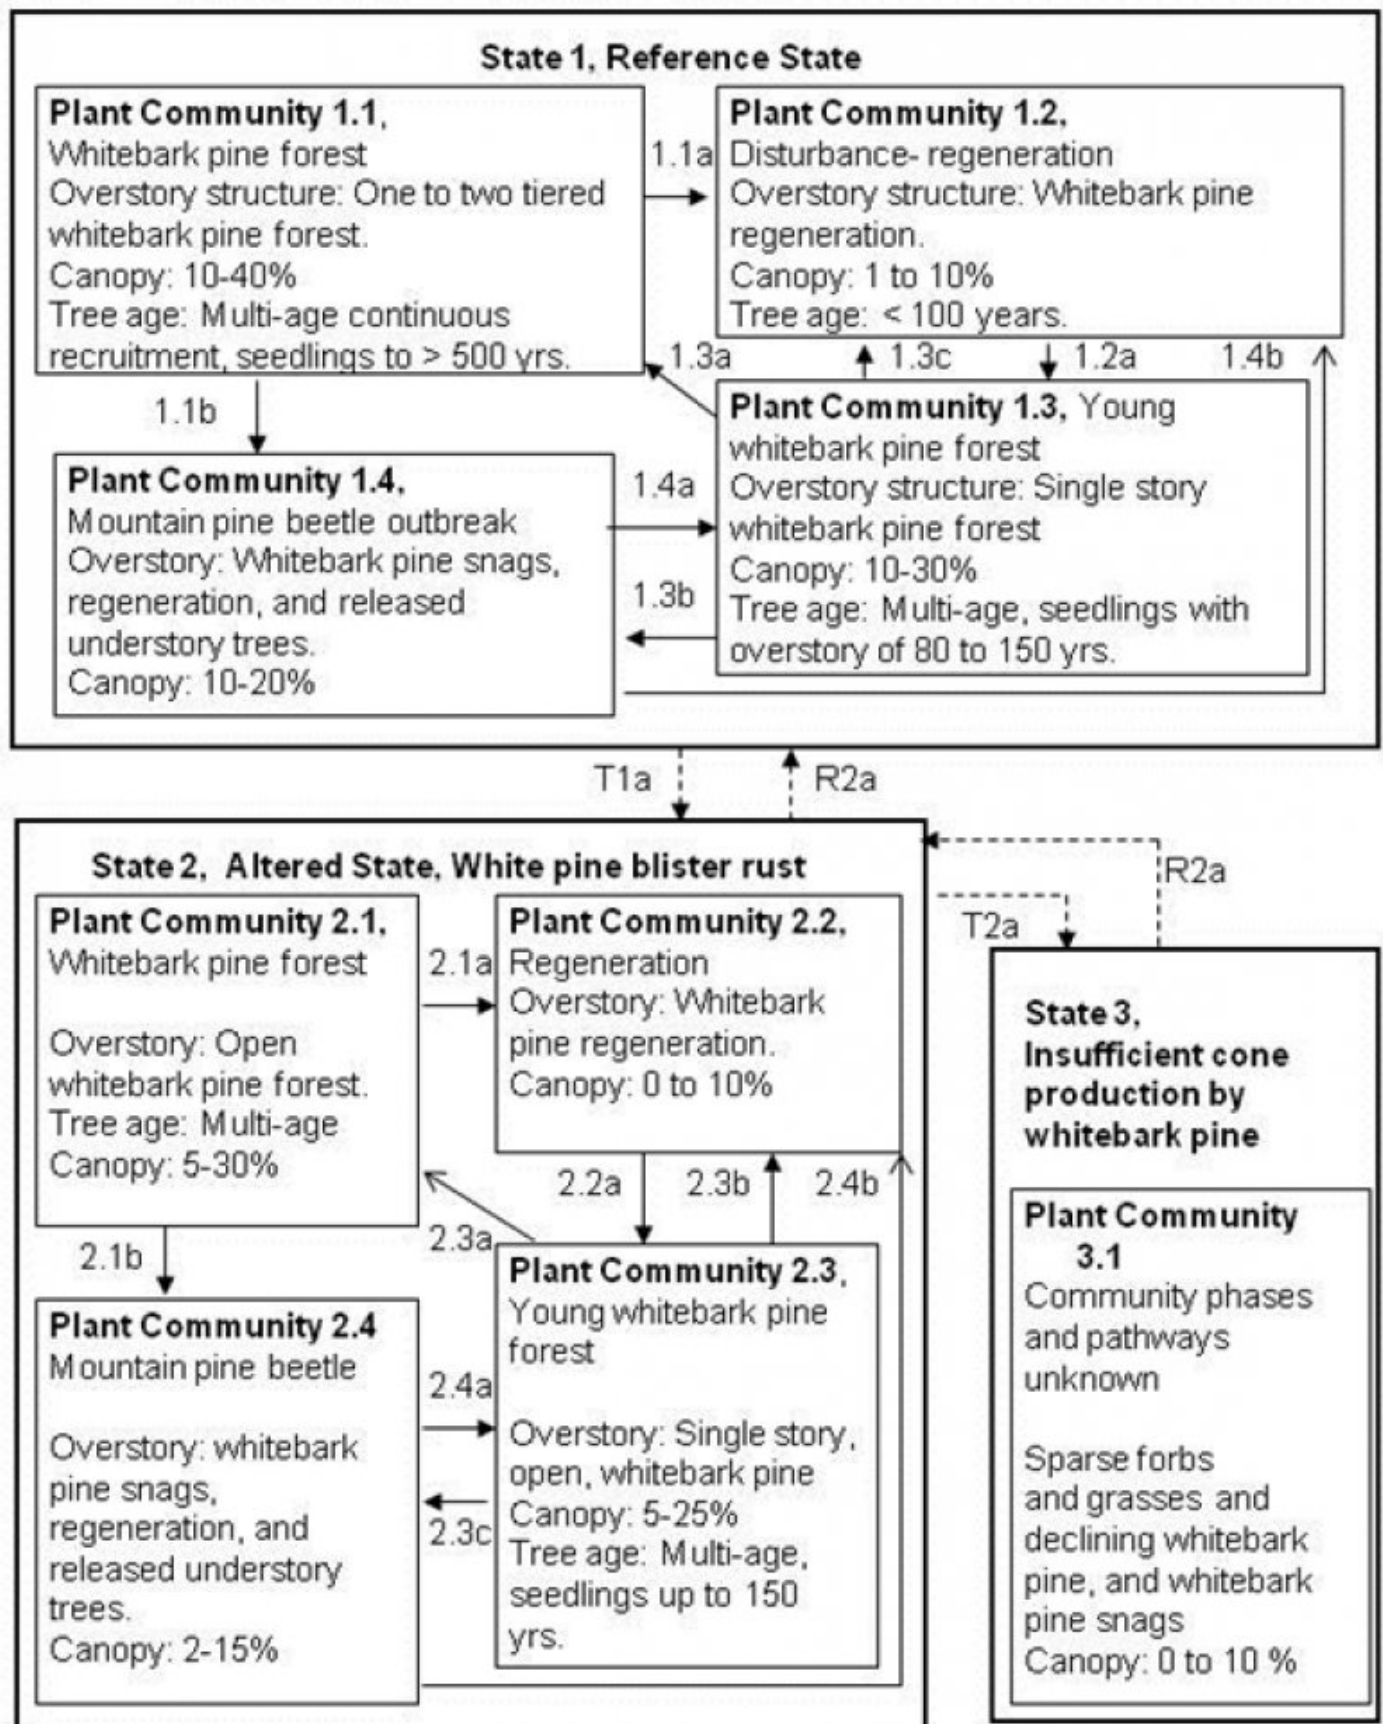 State 1, Reference State
Plant Community 1.1,
Whitebark pine forest
Overstory structure: One to two tiered
whitebark pine forest.
Canopy: 10-40%
Tree age: Multi-age continuous
recruitment, seedlings to > 500 yrs.
1.1a
Plant Community 1.2,
Disturbance- regeneration
Overstory structure: Whitebark pine
regeneration.
Canopy: 1 to 10%
Tree age: < 100 years.
1.3a
1.3c
1.2a
1.4b
1.1b
Plant Community 1.4,
Mountain pine beetle outbreak
Overstory: Whitebark pine snags,
regeneration, and released
understory trees.
Canopy: 10-20%
1.4a
1.3b
Plant Community 1.3, Young
whitebark pine forest
Overstory structure: Single story
whitebark pine forest
Canopy: 10-30%
Tree age: Multi-age, seedlings with
overstory of 80 to 150 yrs.
T1a
R2a
State 2, Altered State, White pine blister rust
Plant Community 2.1,
Whitebark pine forest
Overstory: Open
whitebark pine forest.
Tree age: Multi-age
Canopy: 5-30%
2.1a
Plant Community 2.2,
Regeneration
Overstory: Whitebark
pine regeneration.
Canopy: 0 to 10%
2.2a
2.3b
2.4b
2.3a
2.1b
Plant Community 2.4
Mountain pine beetle
Overstory: whitebark
pine snags,
regeneration, and
released understory
trees.
Canopy: 2-15%
2.4a
2.3c
Plant Community 2.3,
Young whitebark pine
forest
Overstory: Single story,
open, whitebark pine
Canopy: 5-25%
Tree age: Multi-age,
seedlings up to 150
yrs.
R2a
T2a
State 3,
Insufficient cone
production by
whitebark pine
Plant Community
3.1
Community phases
and pathways
unknown
Sparse forbs
and grasses and
declining whitebark
pine, and whitebark
pine snags
Canopy: 0 to 10 %